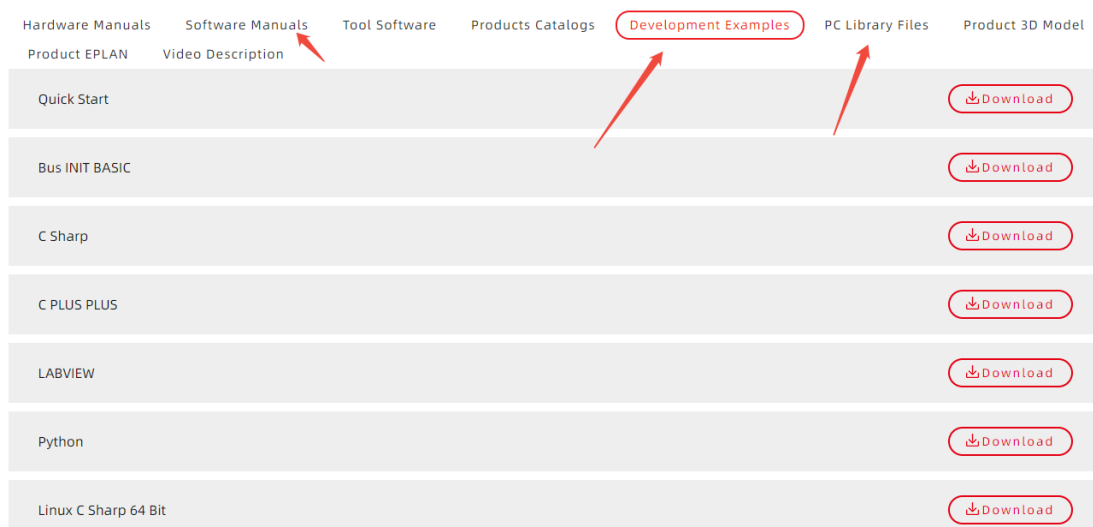 Hardware Manuals Software Manuals Tool Software Products Catalogs Development Examples PC Library Files Product 3D Model
Product EPLAN Video Description
Quick Start Download
Bus INIT BASIC Download
C Sharp Download
C PLUS PLUS Download
LABVIEW Download
Python Download
Linux C Sharp 64 Bit Download